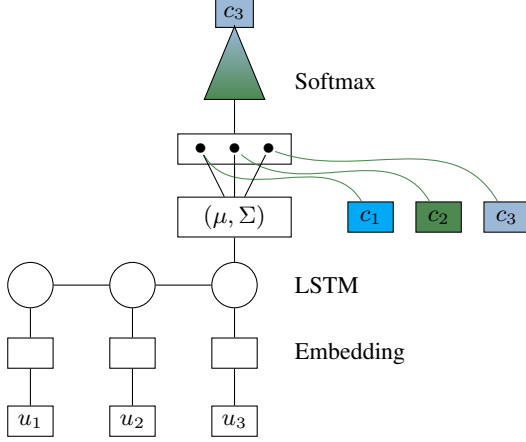 c₃
Softmax
(μ, Σ)
c₁ c₂ c₃
LSTM
Embedding
u₁ u₂ u₃